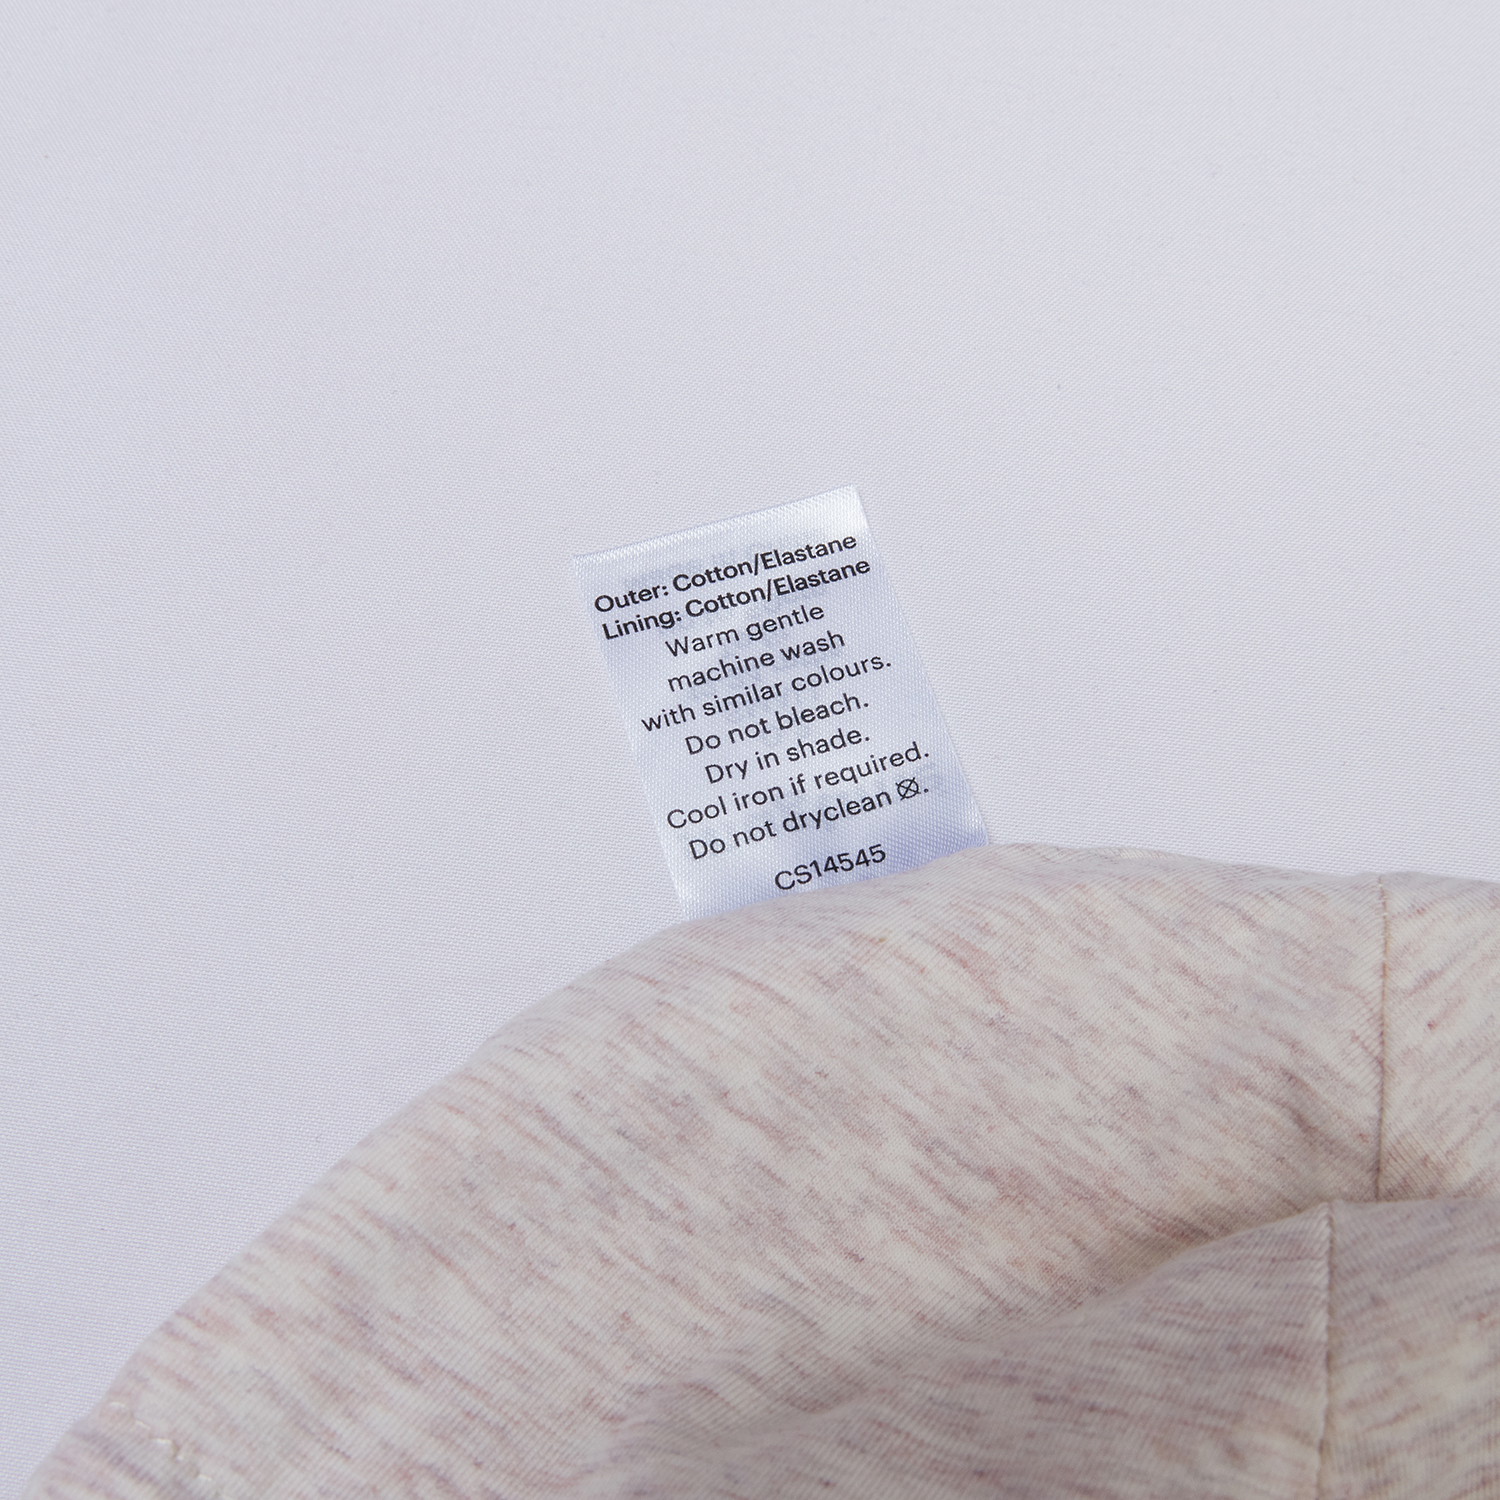 Outer: Cotton/Elastane
Lining: Cotton/Elastane
Warm gentle
machine wash
with similar colours.
Do not bleach.
Dry in shade.
Cool iron if required.
Do not dryclean ⊗.
CS14545